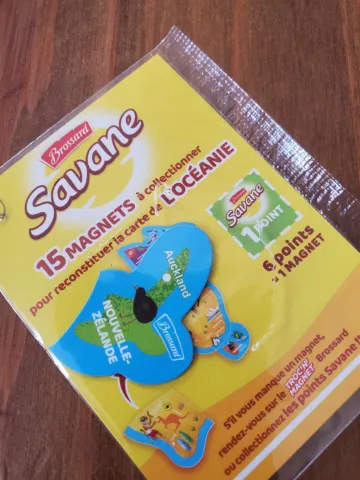 Brossard
Savane
15 MAGNETS à collectionner
pour reconstituer la carte de L'OCÉANIE
Brossard
Savane
1 POINT
6 points
= 1 MAGNET
Auckland
NOUVELLE-
ZÉLANDE
Brossard
S'il vous manque un magnet,
rendez-vous sur le TROC'N' MAGNET Brossard
ou collectionnez les points Savane